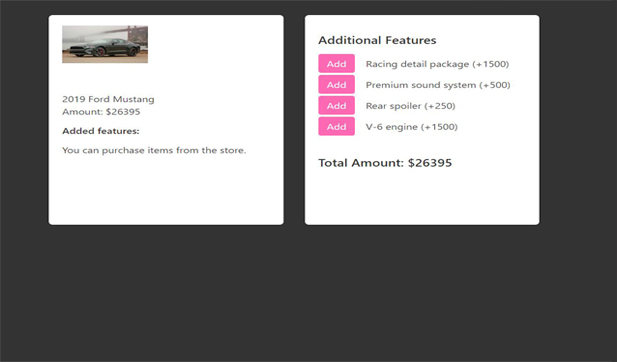 2019 Ford Mustang
Amount: $26395
Added features:
You can purchase items from the store.
Additional Features
Add Racing detail package (+1500)
Add Premium sound system (+500)
Add Rear spoiler (+250)
Add V-6 engine (+1500)
Total Amount: $26395